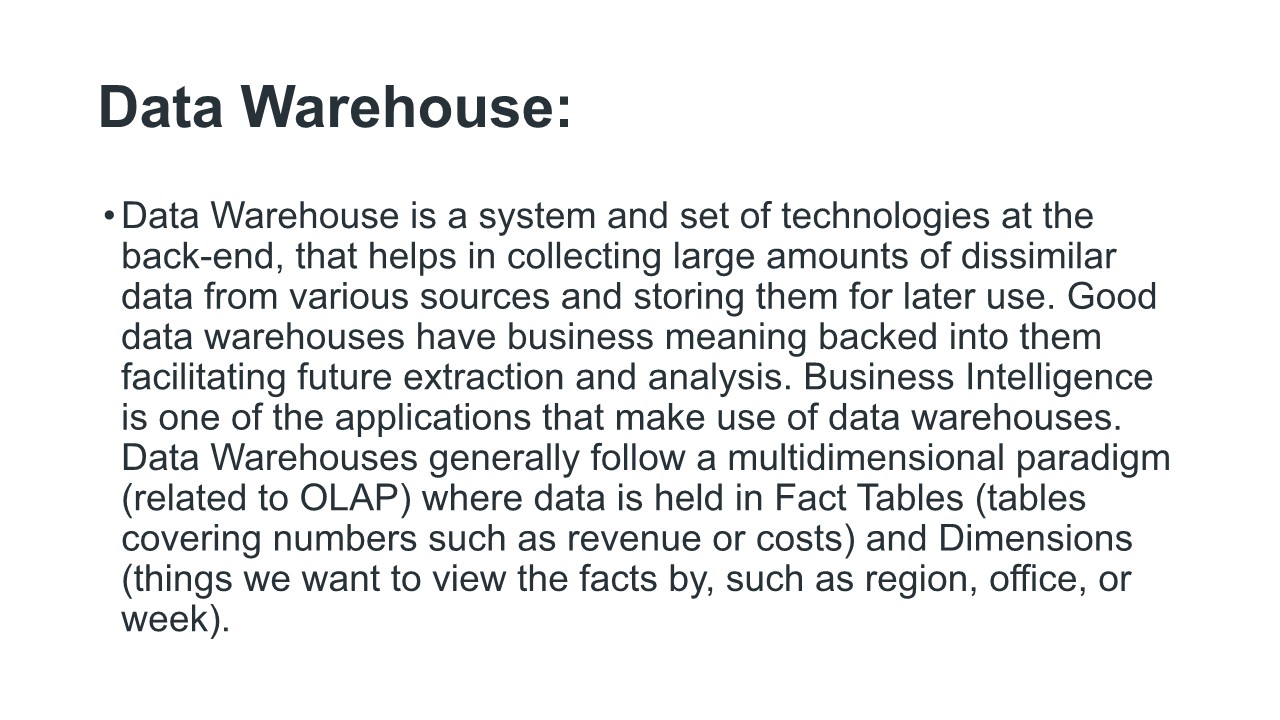 Data Warehouse:
• Data Warehouse is a system and set of technologies at the
back-end, that helps in collecting large amounts of dissimilar
data from various sources and storing them for later use. Good
data warehouses have business meaning backed into them
facilitating future extraction and analysis. Business Intelligence
is one of the applications that make use of data warehouses.
Data Warehouses generally follow a multidimensional paradigm
(related to OLAP) where data is held in Fact Tables (tables
covering numbers such as revenue or costs) and Dimensions
(things we want to view the facts by, such as region, office, or
week).